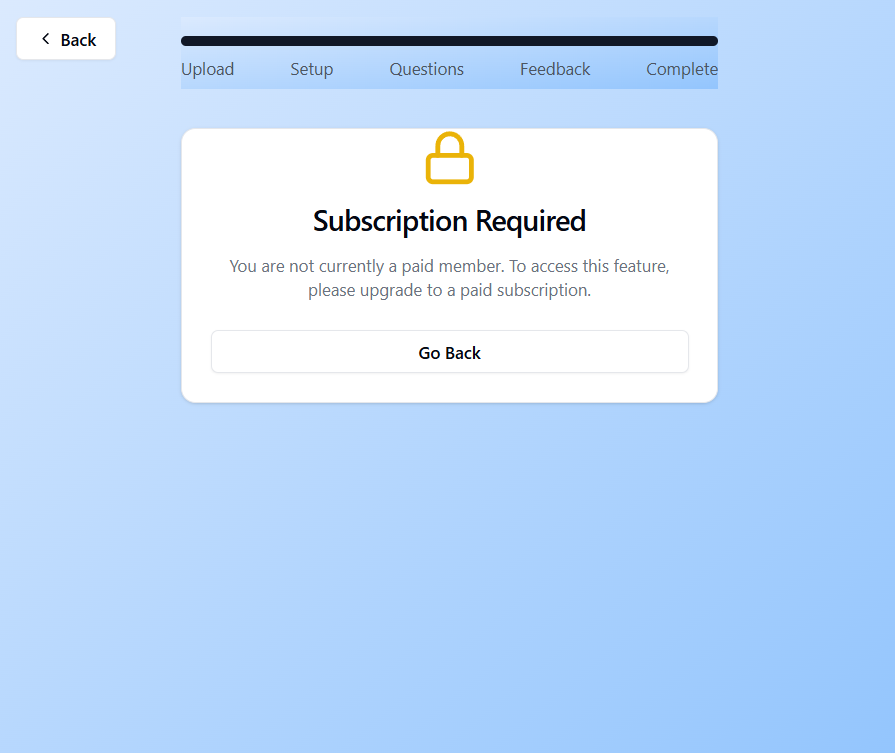 Back
Upload Setup Questions Feedback Complete
Subscription Required
You are not currently a paid member. To access this feature,
please upgrade to a paid subscription.
Go Back